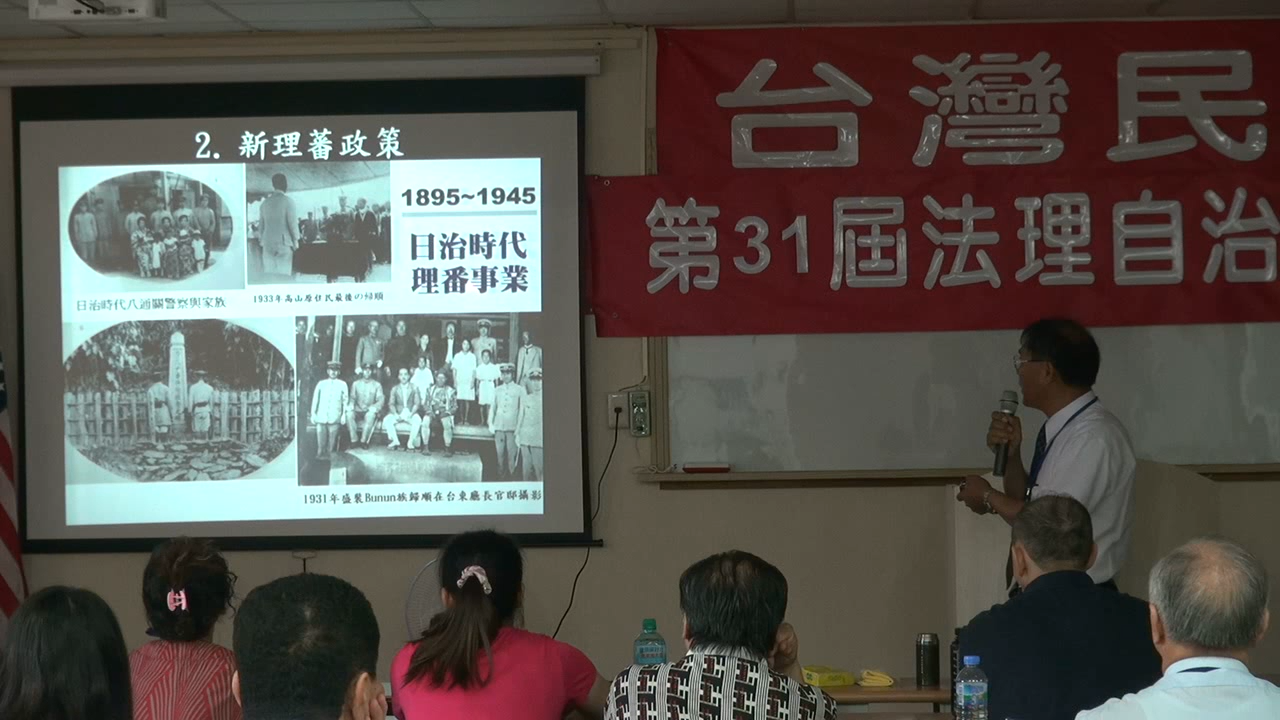 2. 新理蕃政策
1895~1945
日治時代
理番事業
日治時代八通關警察與家族
1933年高山原住民最後の歸順
1931年盛裝Bunun族歸順在台東廳長官邸攝影
台灣民
第31屆法理自治